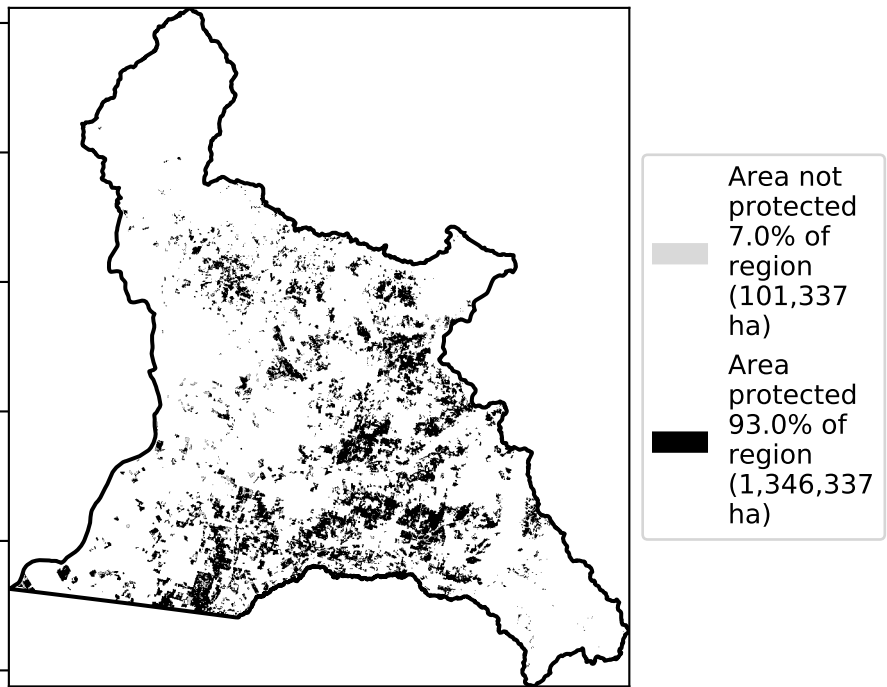 Area not
protected
7.0% of
region
(101,337
ha)
Area
protected
93.0% of
region
(1,346,337
ha)